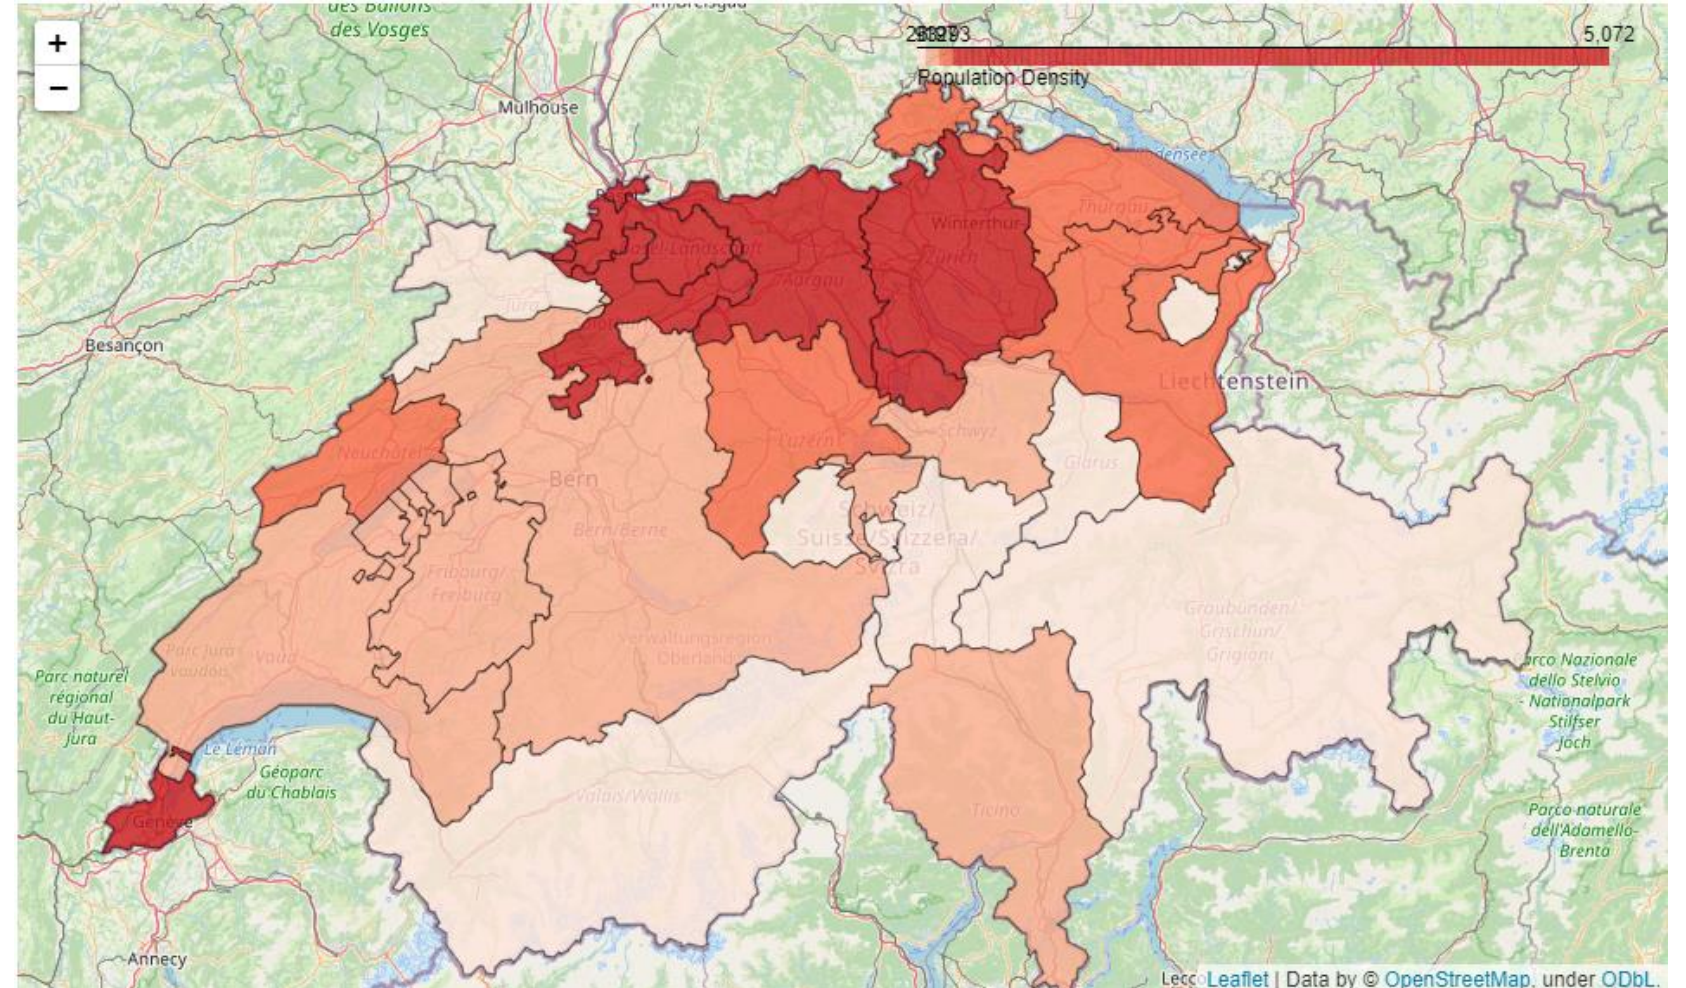 des Ballons
des Vosges
+
−
5,072
Population Density
Mulhouse
Thurgau
Winterthur
Basel-Landschaft
Zürich
Aargau
Jura
Besançon
Liechtenstein
Neuchâtel
Luzern
Schwyz
Glarus
Bern
Bern/Berne
Schweiz/
Suisse/Svizzera/
Svizra
Fribourg/
Freiburg
Graubünden/
Grischun/
Grigioni
Verwaltungsregion
Oberland
Parc Jura
vaudois
Vaud
Parc naturel
régional
du Haut-
Jura
Parco Nazionale
dello Stelvio
- Nationalpark
Stilfser
Joch
Le Léman
Géoparc
du Chablais
Valais/Wallis
Ticino
Genève
Parco naturale
dell'Adamello-
Brenta
Annecy
Leaflet | Data by © OpenStreetMap, under ODbL.